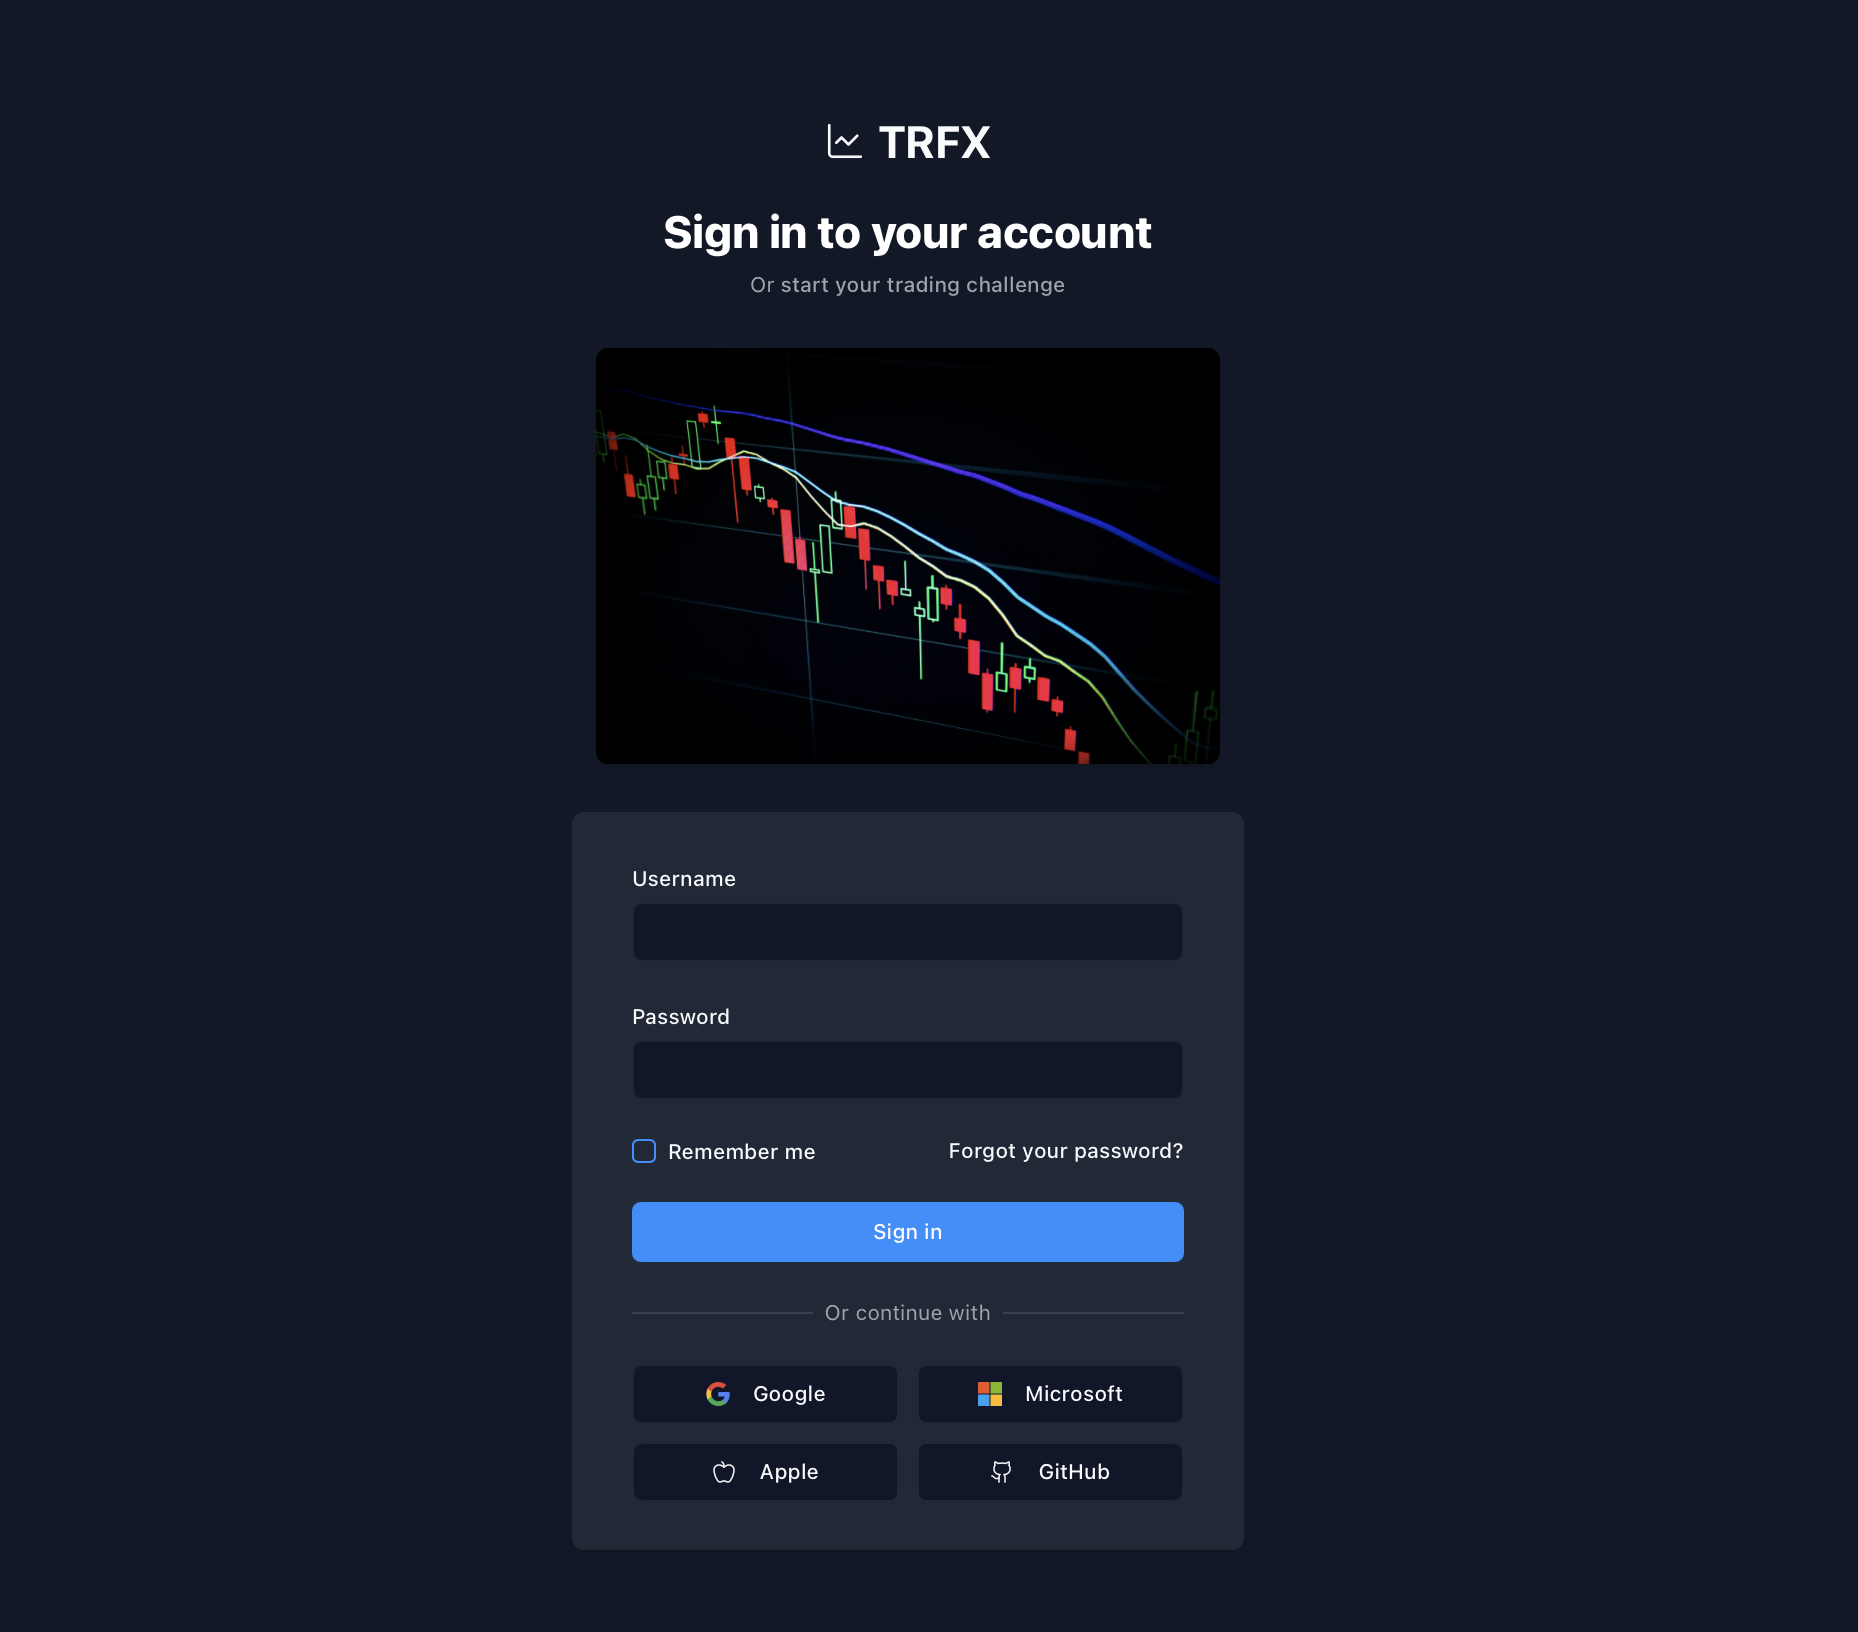 TRFX
Sign in to your account
Or start your trading challenge
Username
Password
Remember me
Forgot your password?
Sign in
Or continue with
Google
Microsoft
Apple
GitHub